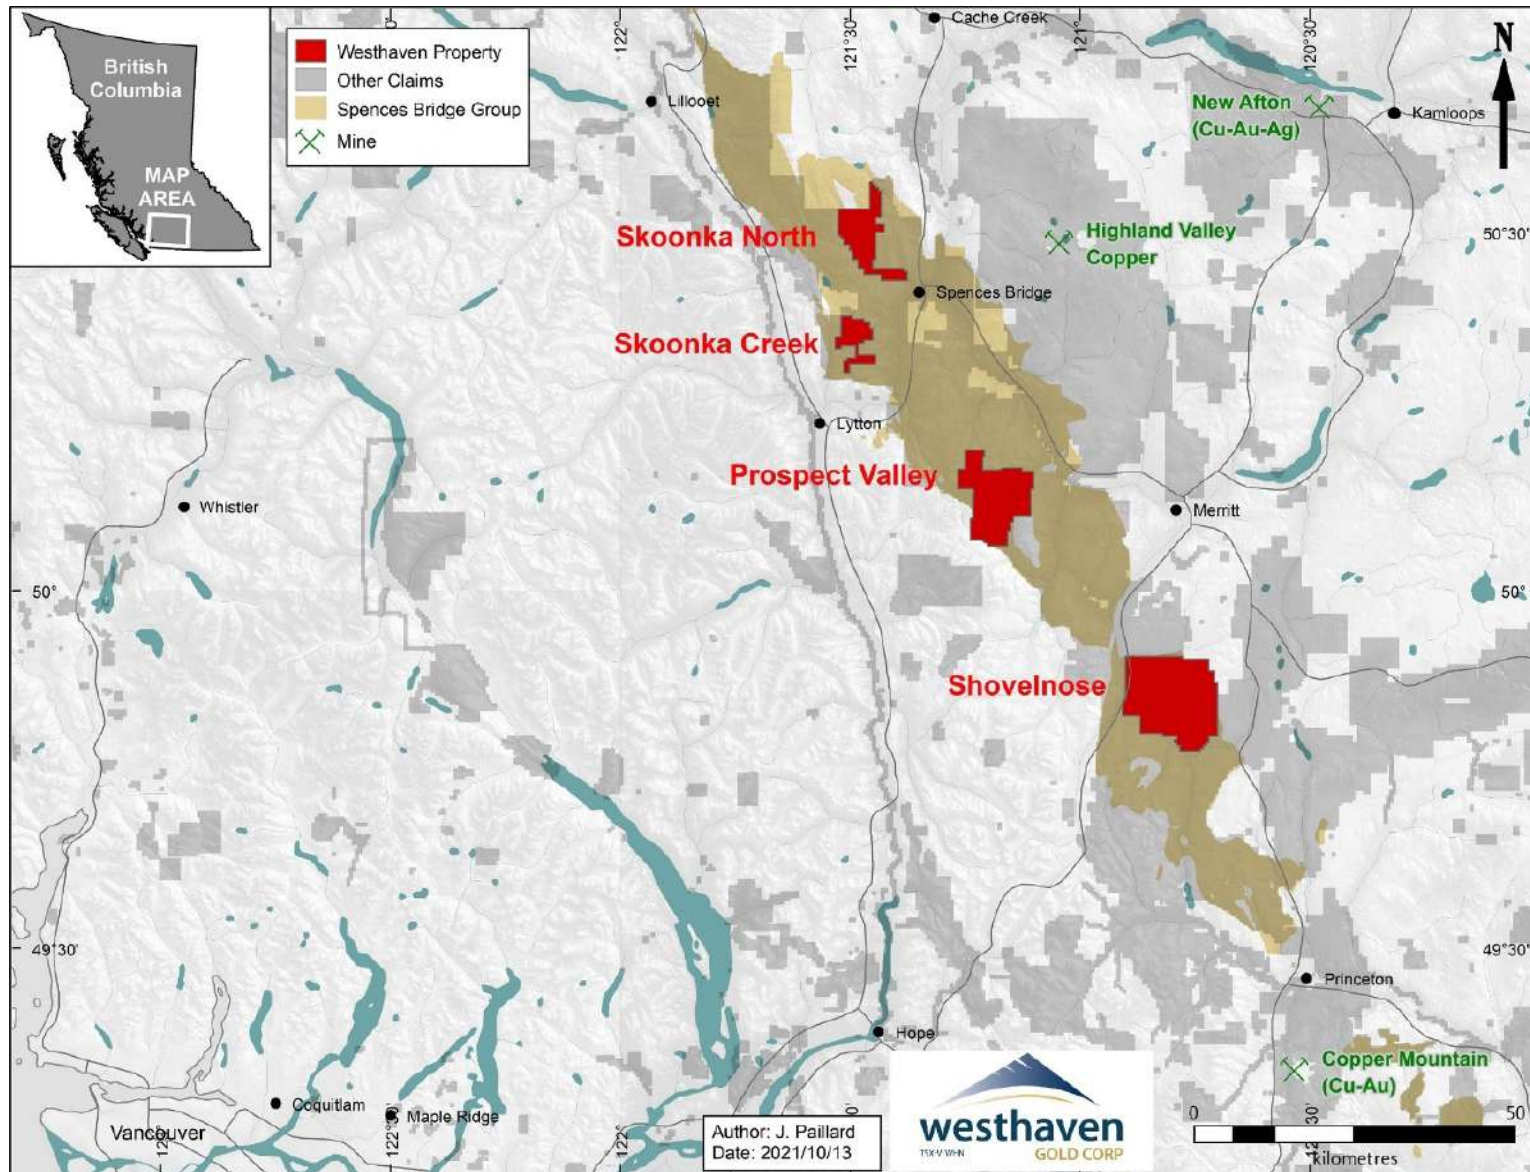 British
Columbia
MAP
AREA
Westhaven Property
Other Claims
Spences Bridge Group
Mine
122°
121°30'
121°
120°30'
N
Cache Creek
Lillooet
New Afton
(Cu-Au-Ag)
Kamloops
Skoonka North
Highland Valley
Copper
50°30'
Spences Bridge
Skoonka Creek
Lytton
Prospect Valley
Whistler
Merritt
50°
50°
Shovelnose
49°30'
49°30'
Princeton
Hope
Copper Mountain
(Cu-Au)
Coquitlam
Maple Ridge
Vancouver
122°
Author: J. Paillard
Date: 2021/10/13
westhaven
TSX-V:WHN
GOLD CORP
0
50
kilometres